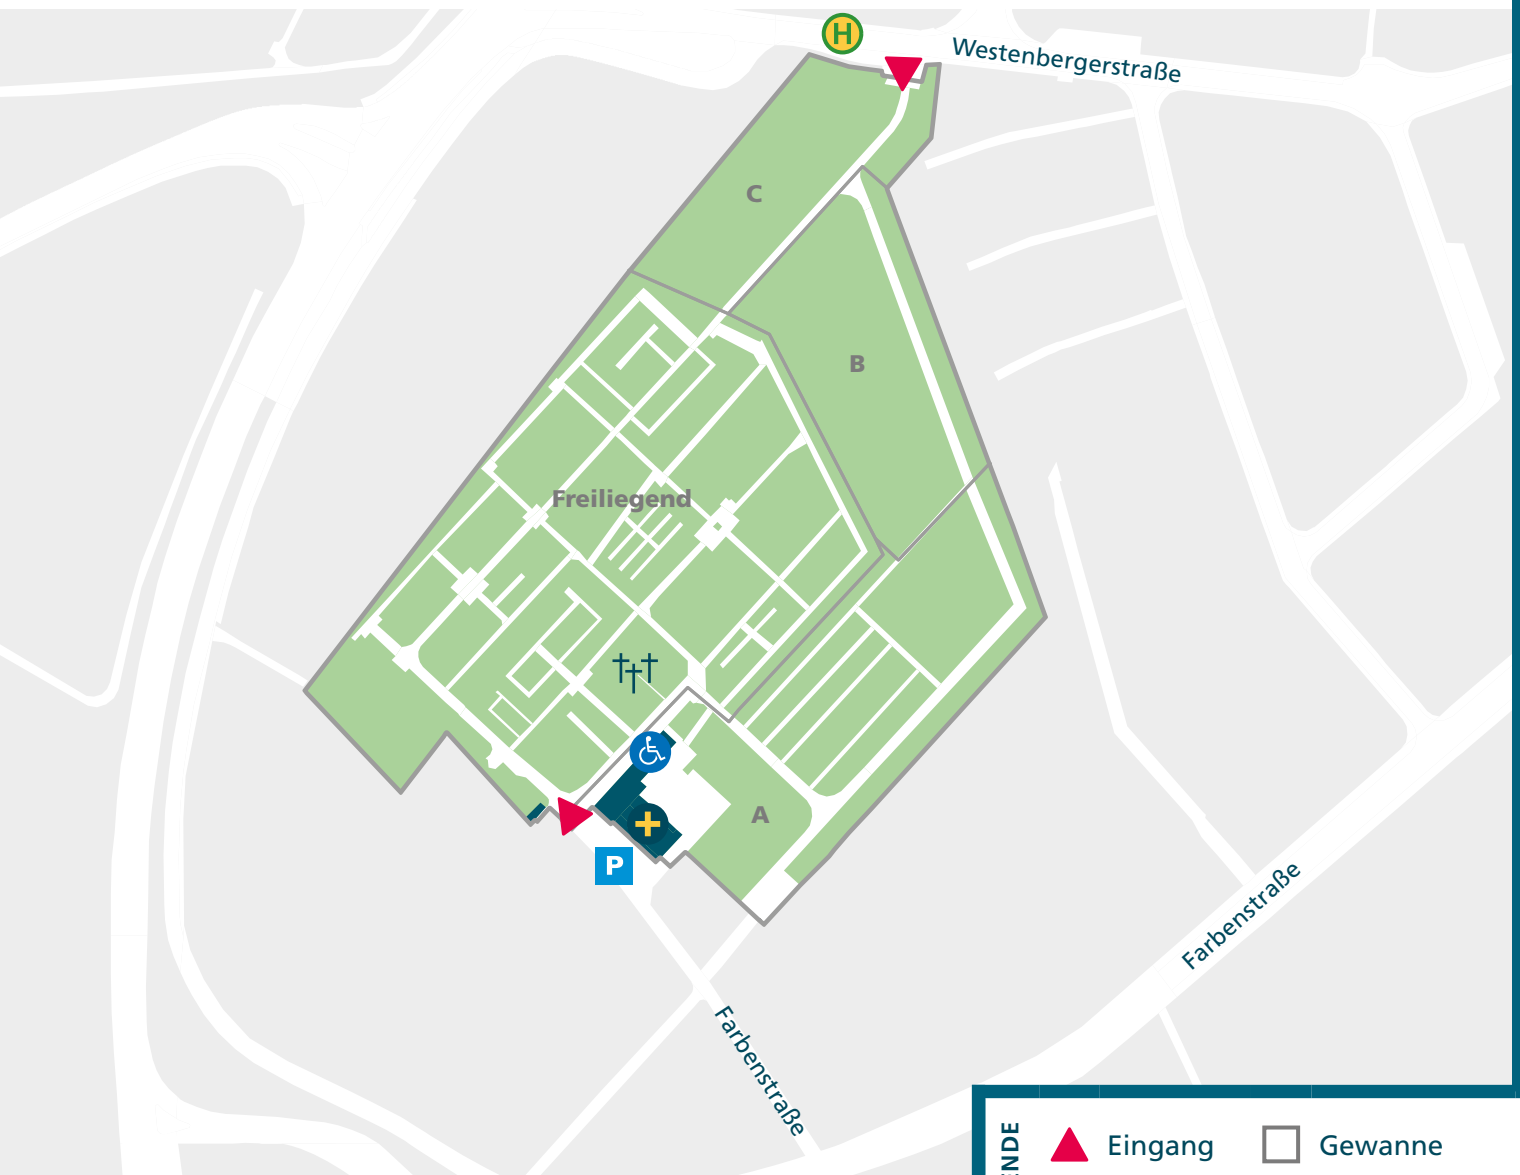 H
Westenbergerstraße
C
B
Freiliegend
A
P
Farbenstraße
Farbenstraße
NDE
Eingang
Gewanne